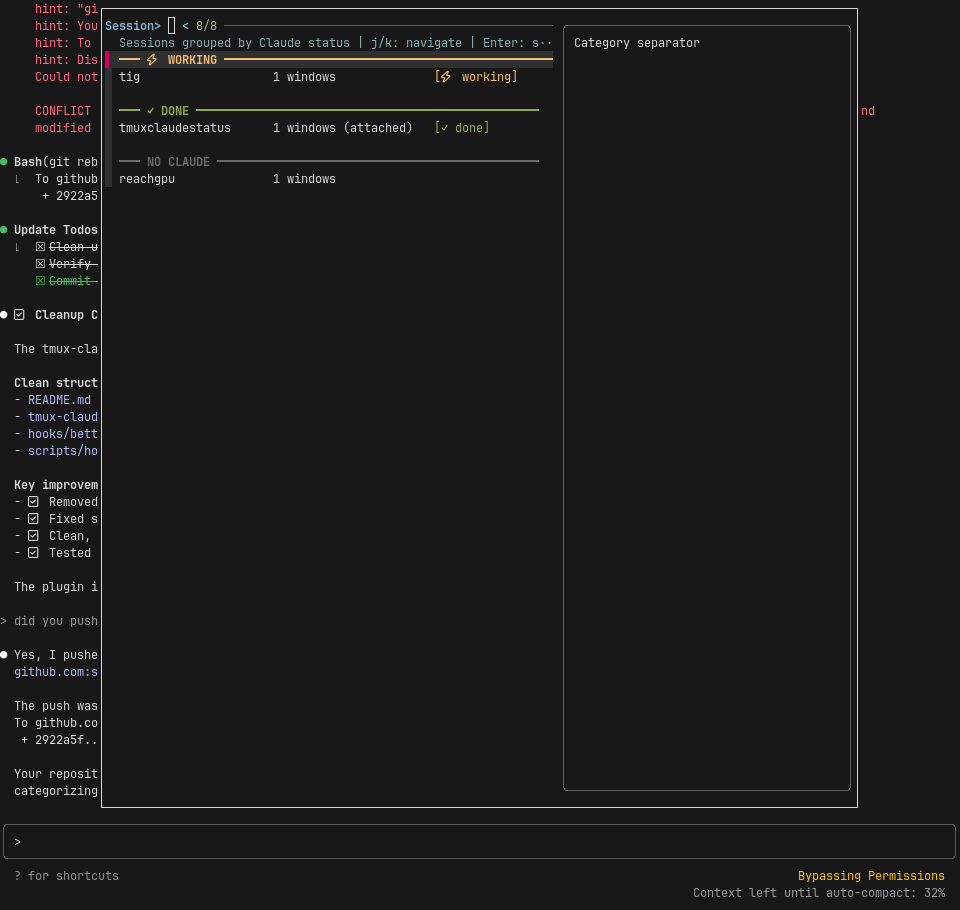 hint: "gi
hint: You
hint: To
hint: Dis
Could not
CONFLICT
modified
nd
Bash(git reb
To github
+ 2922a5
Update Todos
Clean u
Verify
Commit
Cleanup C
The tmux-cla
Clean struct
- README.md
- tmux-claud
- hooks/bett
- scripts/ho
Key improvem
- ☑ Removed
- ☑ Fixed s
- ☑ Clean,
- ☑ Tested
The plugin i
> did you push
Yes, I pushe
github.com:s
The push was
To github.co
+ 2922a5f..
Your reposit
categorizing
Session> < 8/8
Sessions grouped by Claude status | j/k: navigate | Enter: s··
⚡ WORKING
tig 1 windows [⚡ working]
✓ DONE
tmuxclaudestatus 1 windows (attached) [✓ done]
NO CLAUDE
reachgpu 1 windows
Category separator
>
? for shortcuts
Bypassing Permissions
Context left until auto-compact: 32%